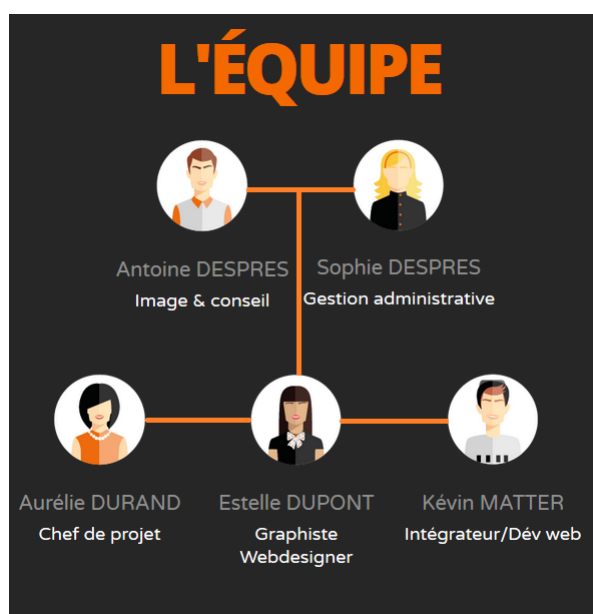 L'ÉQUIPE
Antoine DESPRES
Sophie DESPRES
Image & conseil
Gestion administrative
Aurélie DURAND
Estelle DUPONT
Kévin MATTER
Chef de projet
Graphiste
Webdesigner
Intégrateur/Dév web